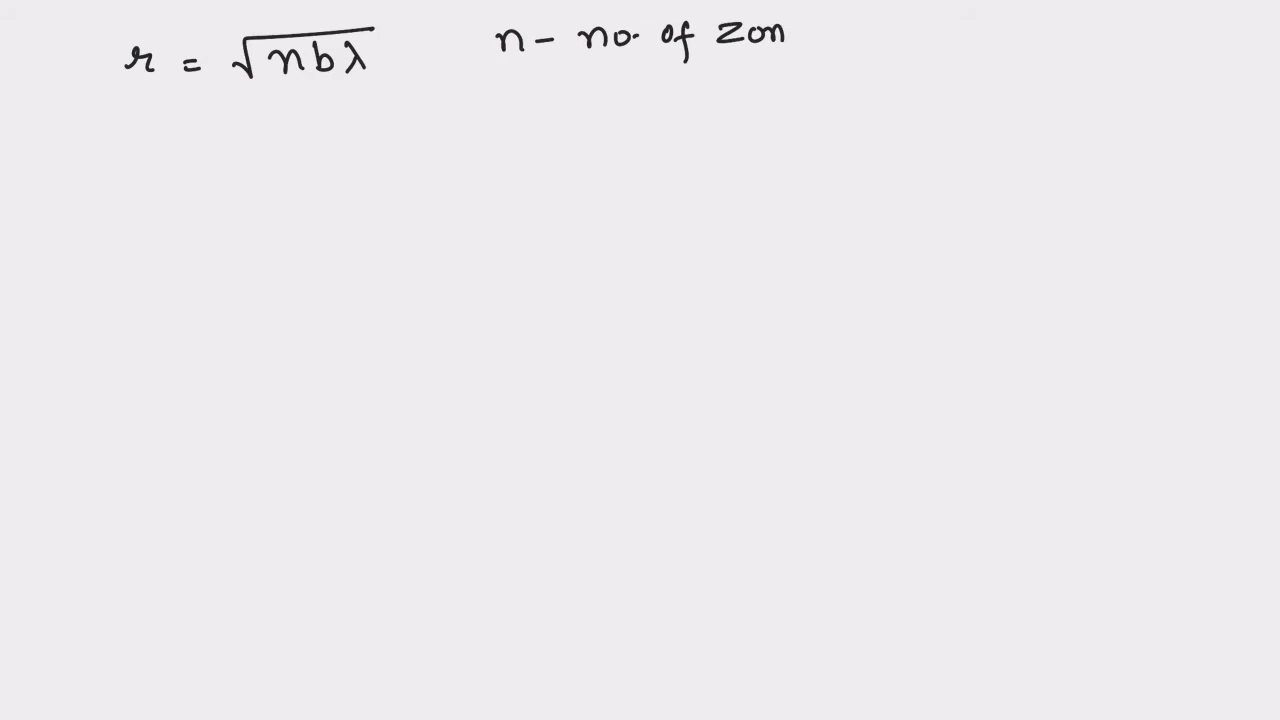 r = √nbλ
n - no. of zon